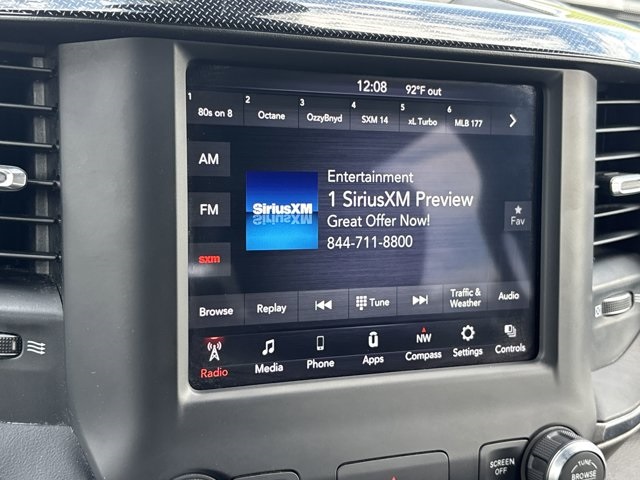 12:08 92°F out
1 2 3 4 5 6
80s on 8 Octane OzzyBnyd SXM 14 xL Turbo MLB 177
AM
FM
sxm
SiriusXM
Entertainment
1 SiriusXM Preview
Great Offer Now!
844-711-8800
Fav
Browse Replay Tune Traffic & Weather Audio
Radio Media Phone Apps NW Compass Settings Controls
SCREEN
OFF
TUNE
BROWSE